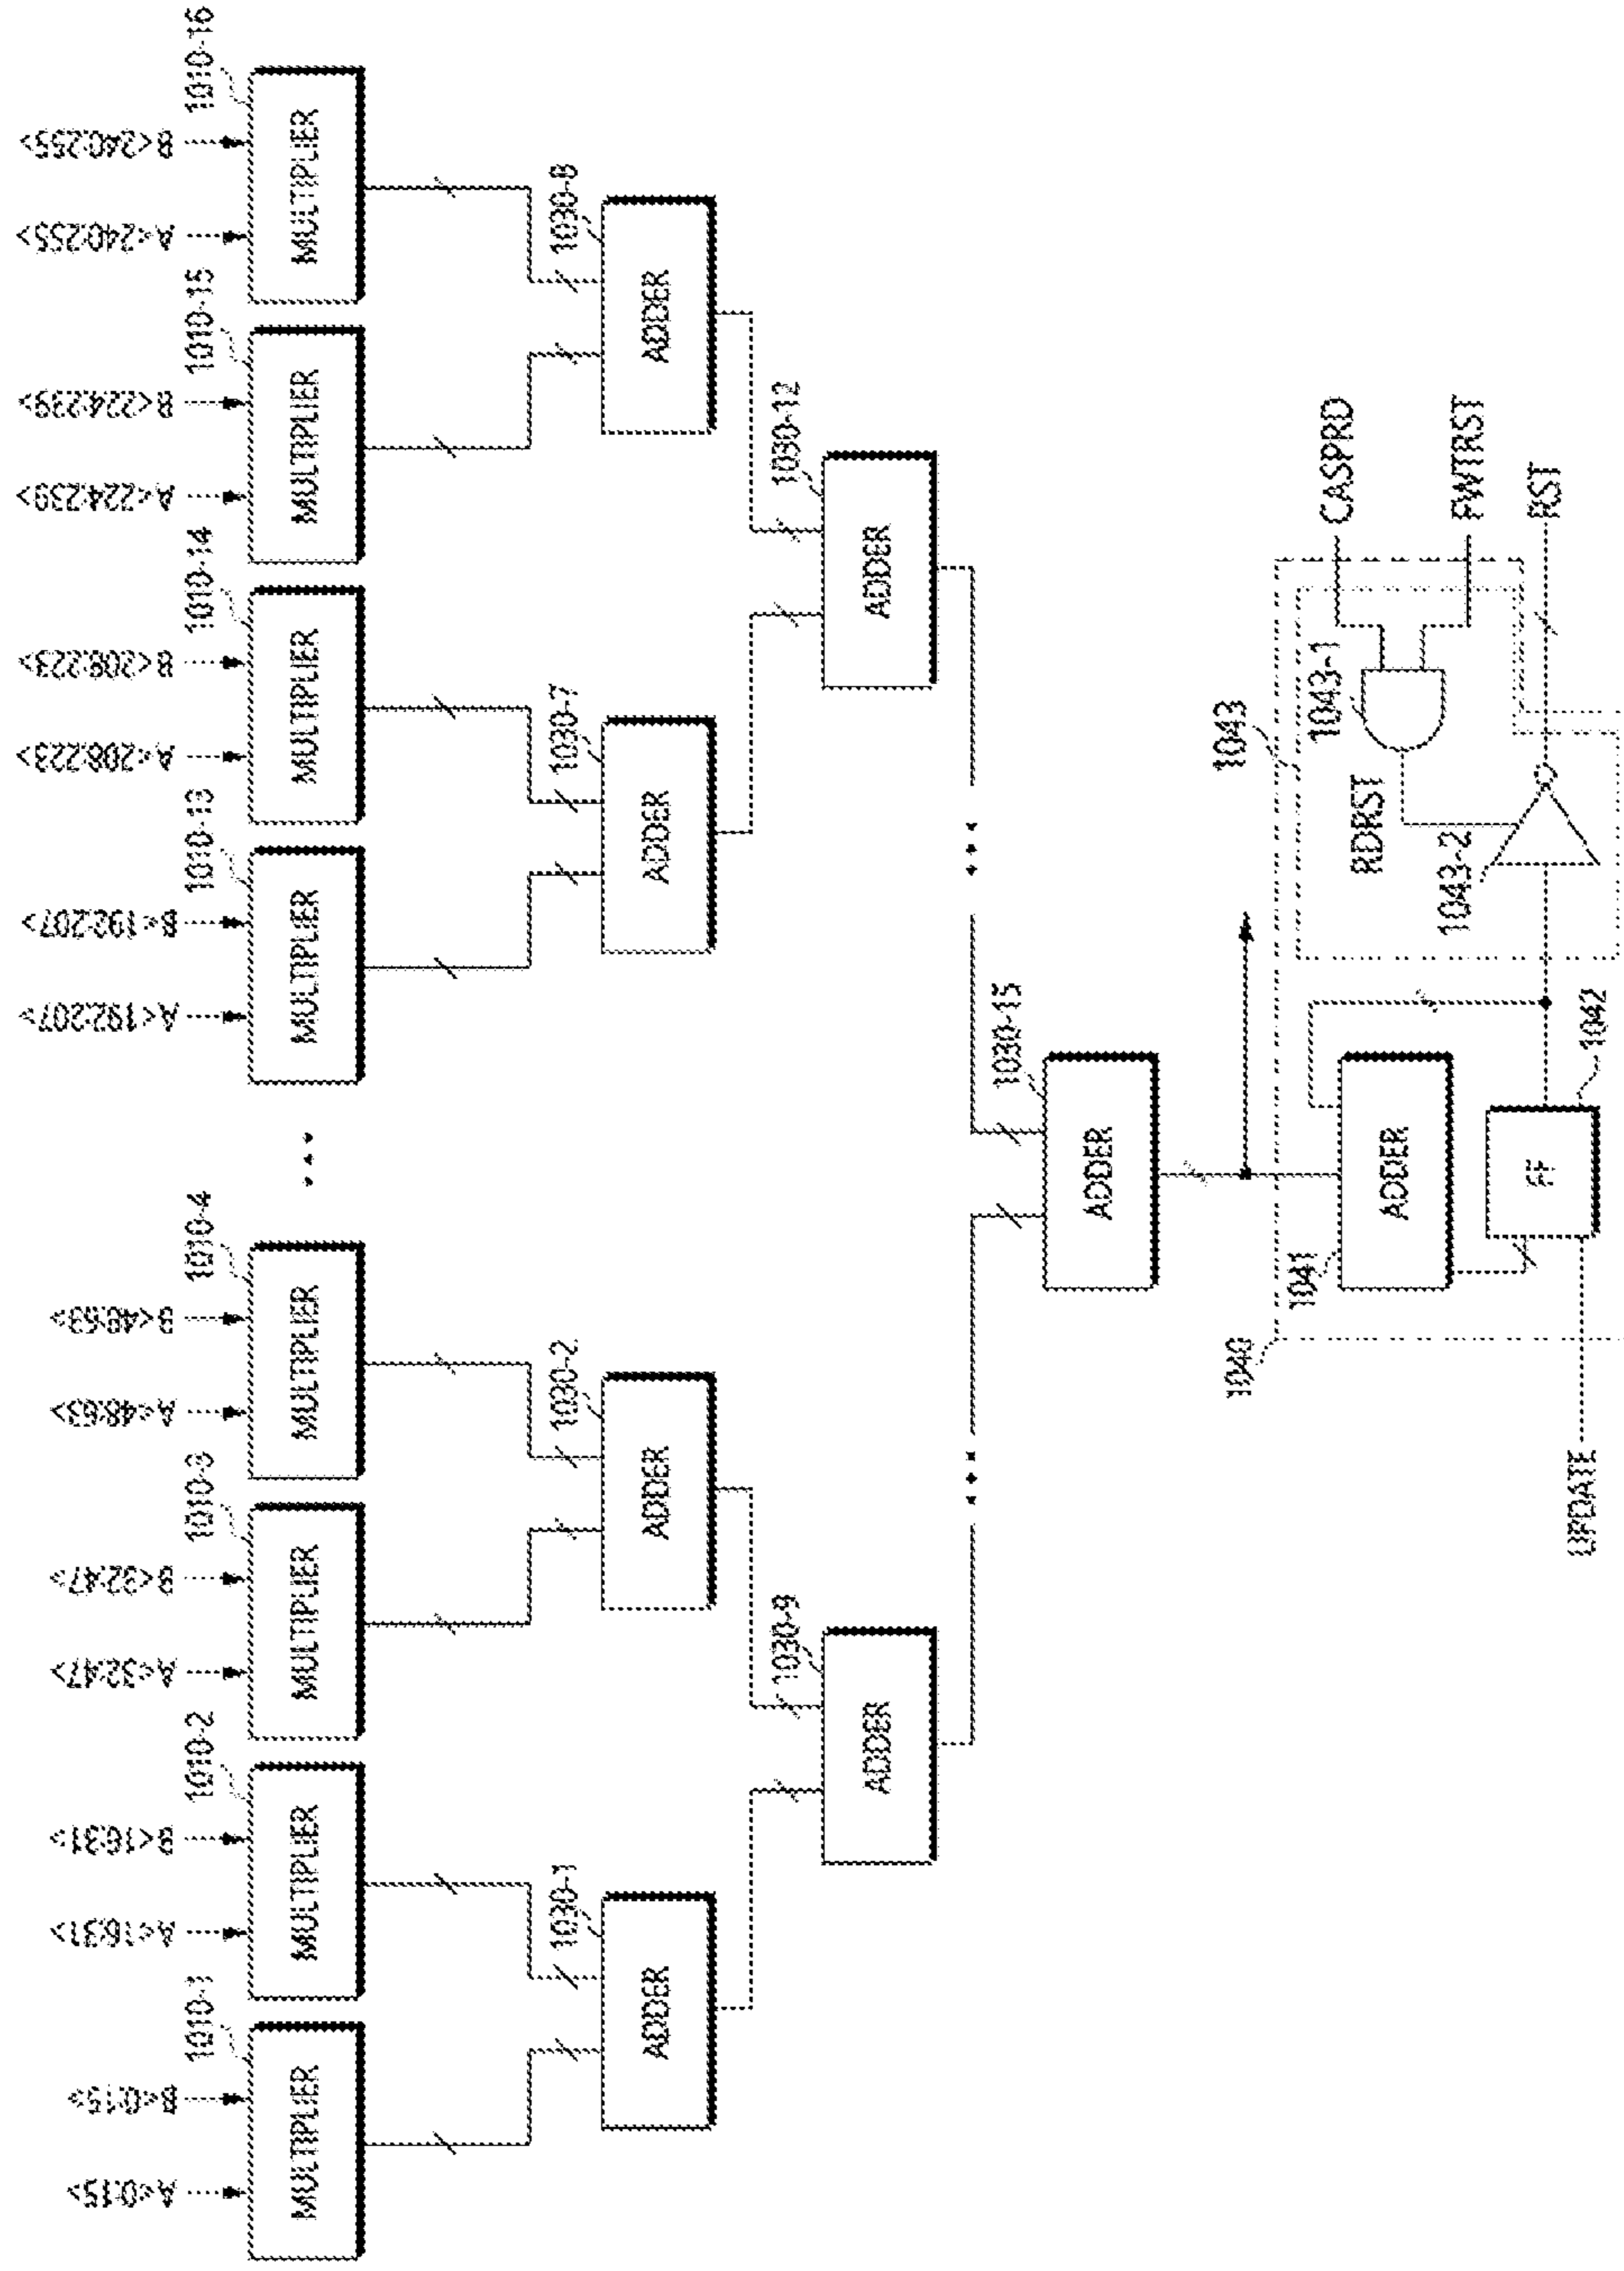 A<0:15>
B<0:15>
A<16:31>
B<16:31>
A<32:47>
B<32:47>
A<48:63>
B<48:63>
A<192:207>
B<192:207>
A<208:223>
B<208:223>
A<224:239>
B<224:239>
A<240:255>
B<240:255>
1010-1
1010-2
1010-3
1010-4
1010-13
1010-14
1010-15
1010-16
MULTIPLIER
MULTIPLIER
MULTIPLIER
MULTIPLIER
MULTIPLIER
MULTIPLIER
MULTIPLIER
MULTIPLIER
1030-1
1030-2
1030-7
1030-8
ADDER
ADDER
ADDER
ADDER
1030-9
1030-12
ADDER
ADDER
1030-15
ADDER
1040
1043
1041
ADDER
RDRST
1043-1
CASPRD
PWTRST
1043-2
RST
FF
1042
UPDATE